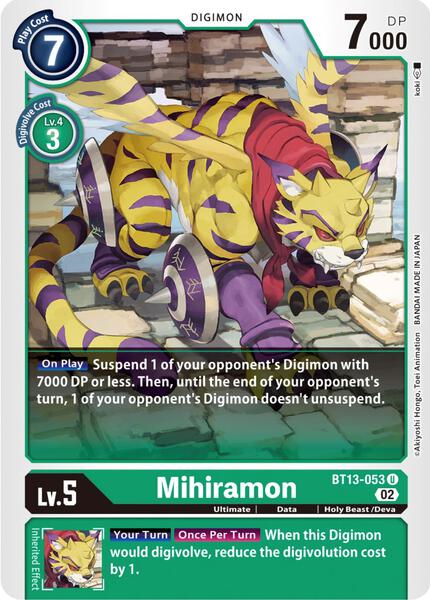 DIGIMON
Play Cost
7
7000
DP
Digivolve Cost
Lv.4
3
koki
©Akiyoshi Hongo, Toei Animation BANDAI MADE IN JAPAN
On Play Suspend 1 of your opponent's Digimon with
7000 DP or less. Then, until the end of your opponent's
turn, 1 of your opponent's Digimon doesn't unsuspend.
Lv.5
Mihiramon
BT13-053 U
02
Ultimate | Data | Holy Beast /Deva
Inherited Effect
Your Turn Once Per Turn When this Digimon
would digivolve, reduce the digivolution cost
by 1.